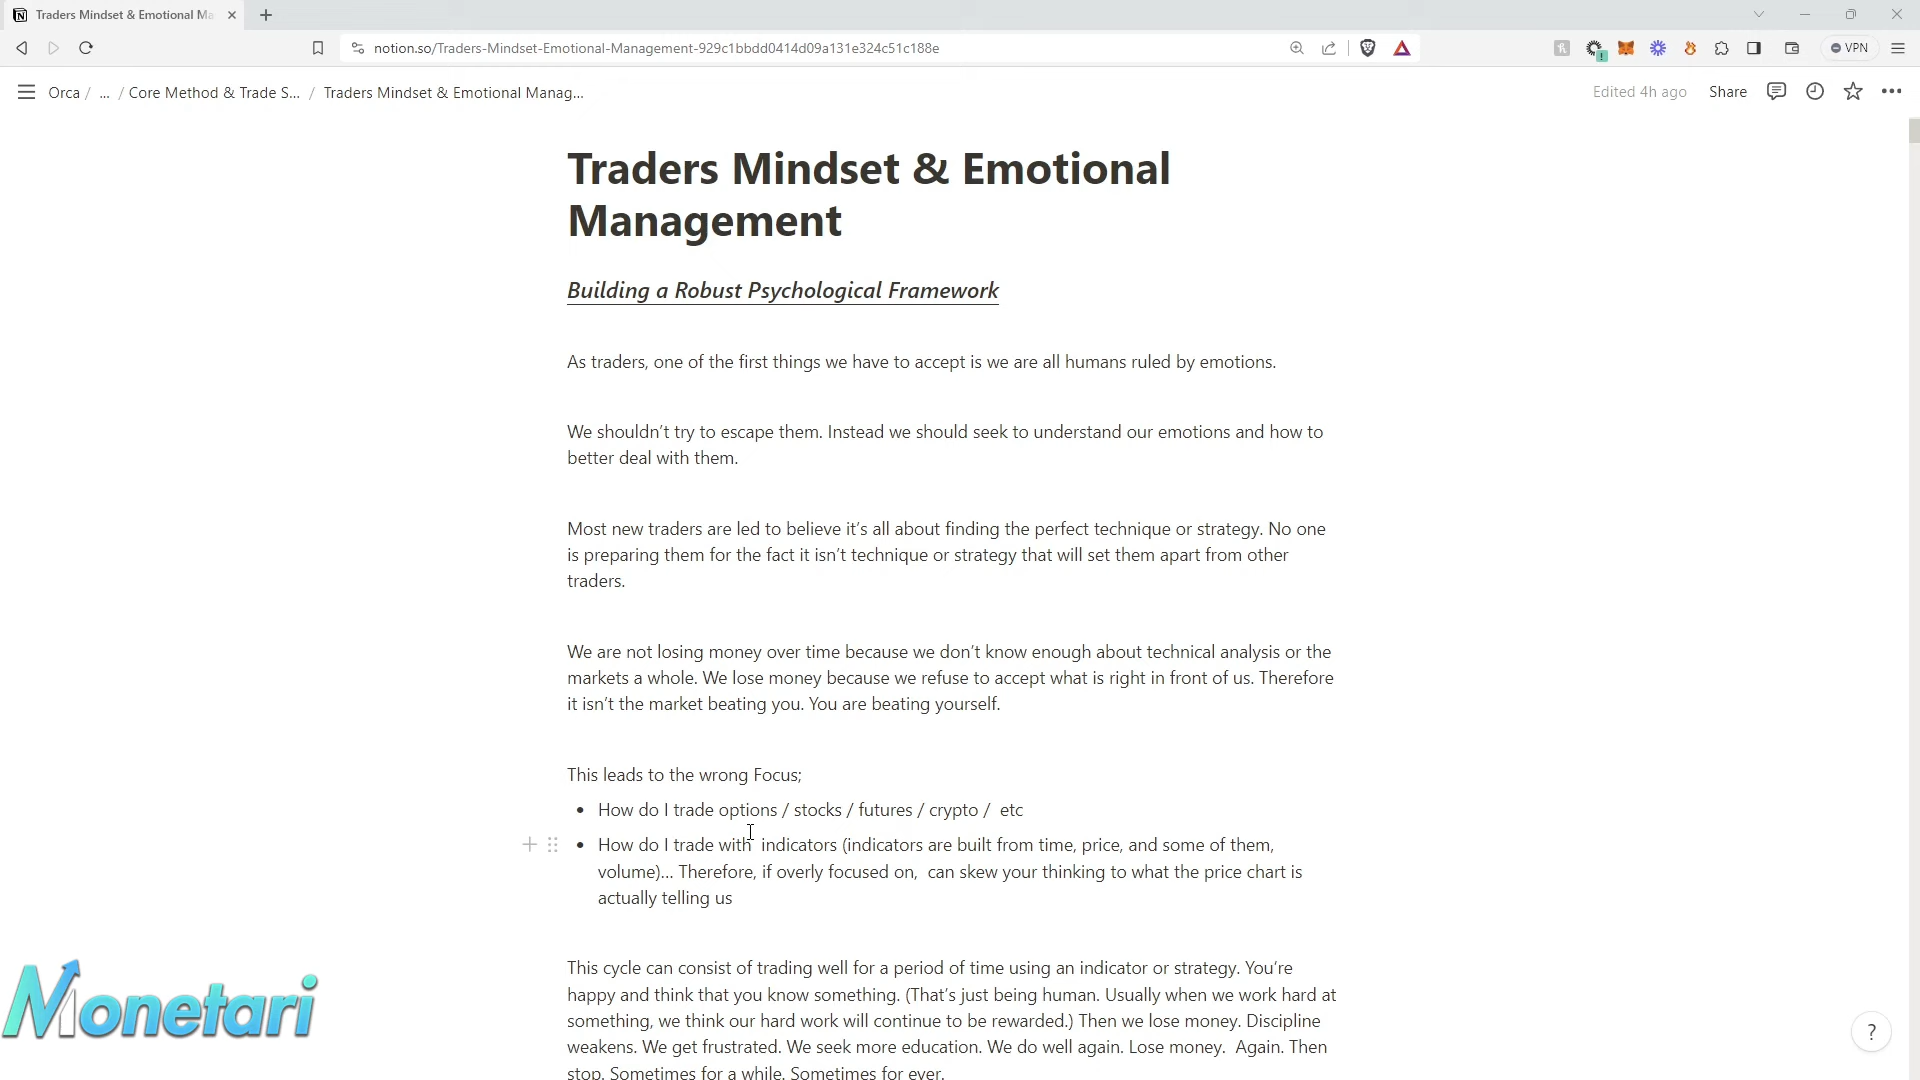 Traders Mindset & Emotional Ma
notion.so/Traders-Mindset-Emotional-Management-929c1bbdd0414d09a131e324c51c188e
VPN
Orca / ... / Core Method & Trade S... / Traders Mindset & Emotional Manag...
Edited 4h ago Share
Traders Mindset & Emotional
Management
Building a Robust Psychological Framework
As traders, one of the first things we have to accept is we are all humans ruled by emotions.
We shouldn't try to escape them. Instead we should seek to understand our emotions and how to
better deal with them.
Most new traders are led to believe it's all about finding the perfect technique or strategy. No one
is preparing them for the fact it isn't technique or strategy that will set them apart from other
traders.
We are not losing money over time because we don't know enough about technical analysis or the
markets a whole. We lose money because we refuse to accept what is right in front of us. Therefore
it isn't the market beating you. You are beating yourself.
This leads to the wrong Focus;
• How do I trade options / stocks / futures / crypto /  etc
• How do I trade with  indicators (indicators are built from time, price, and some of them,
volume)... Therefore, if overly focused on,  can skew your thinking to what the price chart is
actually telling us
This cycle can consist of trading well for a period of time using an indicator or strategy. You're
happy and think that you know something. (That's just being human. Usually when we work hard at
something, we think our hard work will continue to be rewarded.) Then we lose money. Discipline
weakens. We get frustrated. We seek more education. We do well again. Lose money.  Again. Then
stop. Sometimes for a while. Sometimes for ever.
Monetari
?